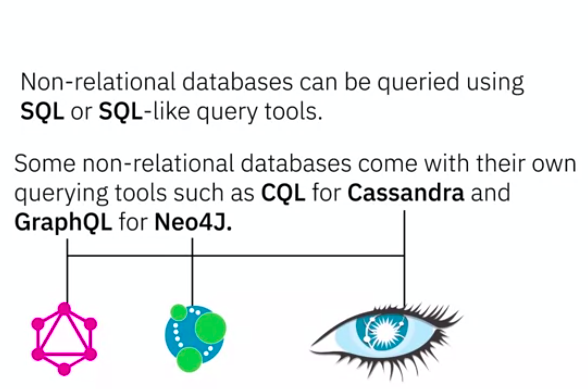 Non-relational databases can be queried using
SQL or SQL-like query tools.
Some non-relational databases come with their own
querying tools such as CQL for Cassandra and
GraphQL for Neo4J.